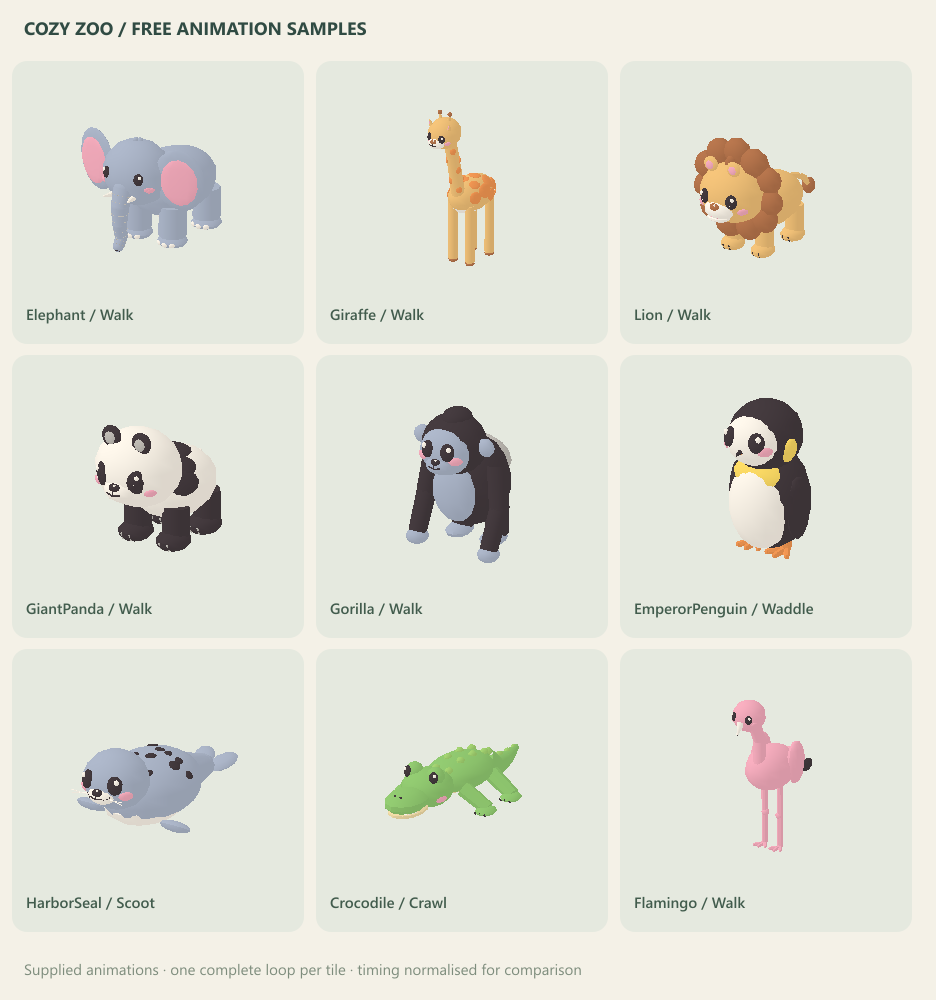 COZY ZOO / FREE ANIMATION SAMPLES
Elephant / Walk
Giraffe / Walk
Lion / Walk
GiantPanda / Walk
Gorilla / Walk
EmperorPenguin / Waddle
HarborSeal / Scoot
Crocodile / Crawl
Flamingo / Walk
Supplied animations · one complete loop per tile · timing normalised for comparison